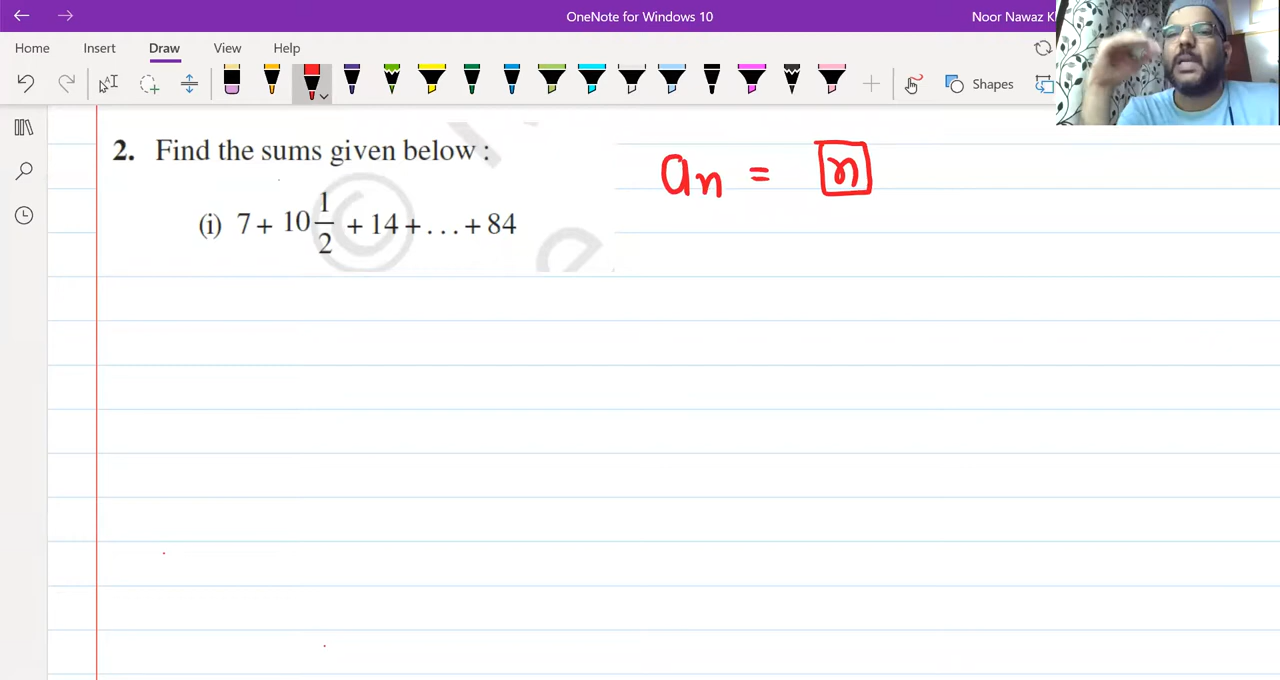 OneNote for Windows 10
Noor Nawaz K
Home Insert Draw View Help
Shapes
2. Find the sums given below :
aₙ = n
(i) 7 + 10 1/2 + 14 + . . . + 84